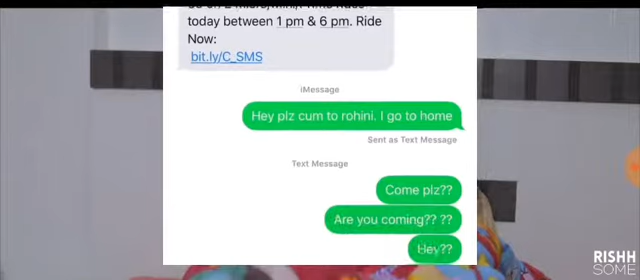 today between 1 pm & 6 pm. Ride
Now:
bit.ly/C_SMS
iMessage
Hey plz cum to rohini. I go to home
Sent as Text Message
Text Message
Come plz??
Are you coming?? ??
Hey??
RISHH
SOME